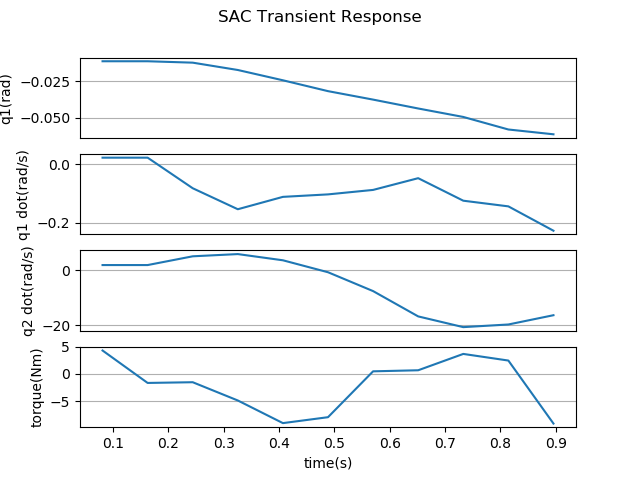 SAC Transient Response
q1(rad)
−0.025
−0.050
q1 dot(rad/s)
0.0
−0.2
q2 dot(rad/s)
0
−20
torque(Nm)
5
0
−5
0.1 0.2 0.3 0.4 0.5 0.6 0.7 0.8 0.9
time(s)